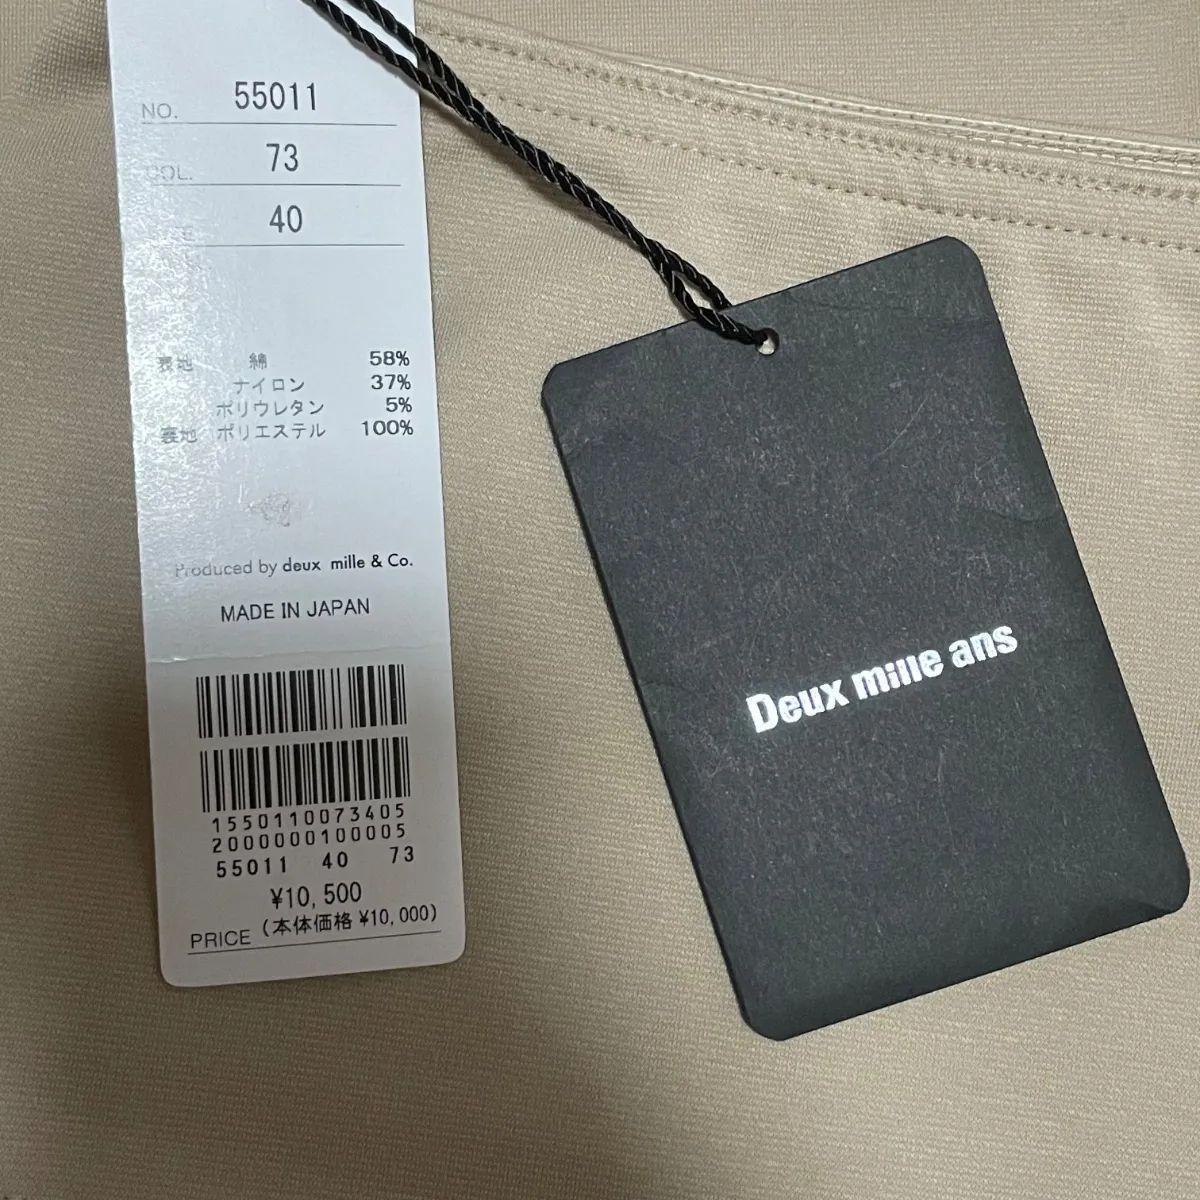 NO. 55011
COL. 73
40
表地 綿 58%
ナイロン 37%
ポリウレタン 5%
裏地 ポリエステル 100%
Produced by deux mille & Co.
MADE IN JAPAN
1550110073405
2000000100005
55011 40 73
¥10,500
PRICE (本体価格 ¥10,000)
Deux mille ans